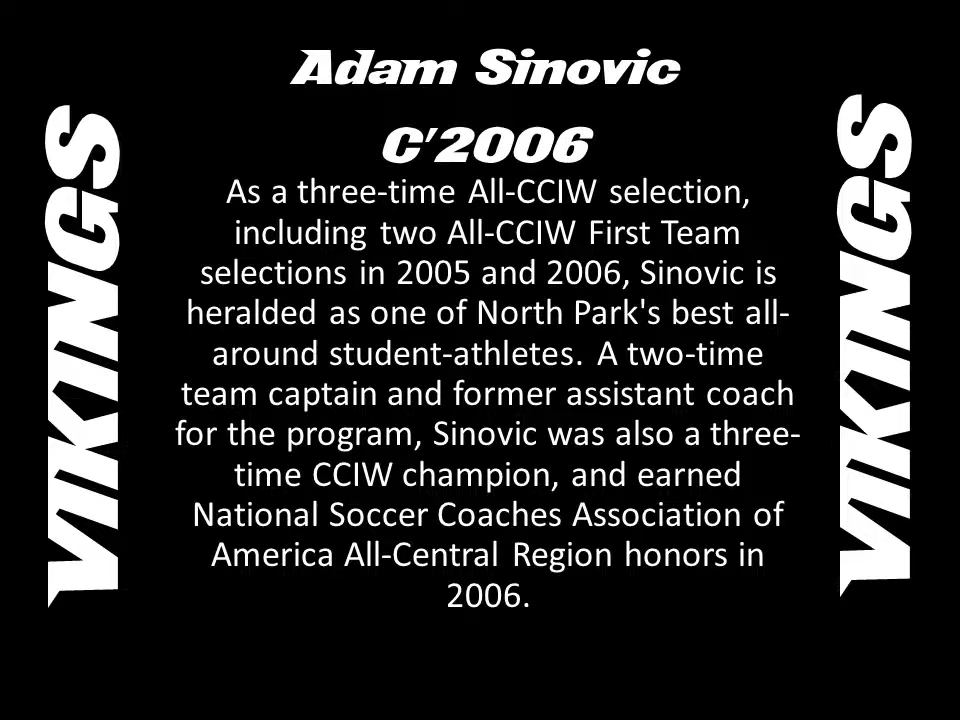 Adam Sinovic
C'2006
As a three-time All-CCIW selection,
including two All-CCIW First Team
selections in 2005 and 2006, Sinovic is
heralded as one of North Park's best all-
around student-athletes. A two-time
team captain and former assistant coach
for the program, Sinovic was also a three-
time CCIW champion, and earned
National Soccer Coaches Association of
America All-Central Region honors in
2006.
VIKINGS
VIKINGS